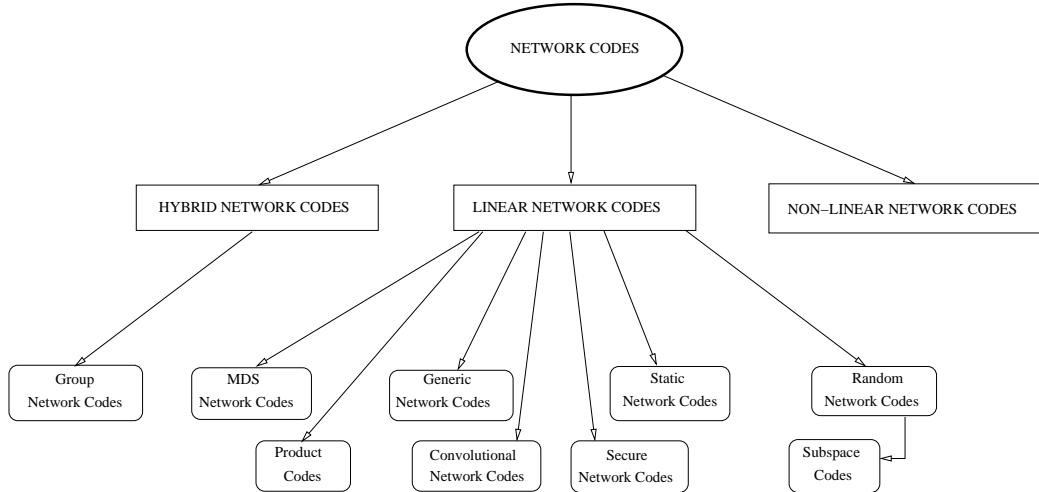 NETWORK CODES
HYBRID NETWORK CODES
LINEAR NETWORK CODES
NON−LINEAR NETWORK CODES
Group
Network Codes
MDS
Network Codes
Generic
Network Codes
Static
Network Codes
Random
Network Codes
Product
Codes
Convolutional
Network Codes
Secure
Network Codes
Subspace
Codes